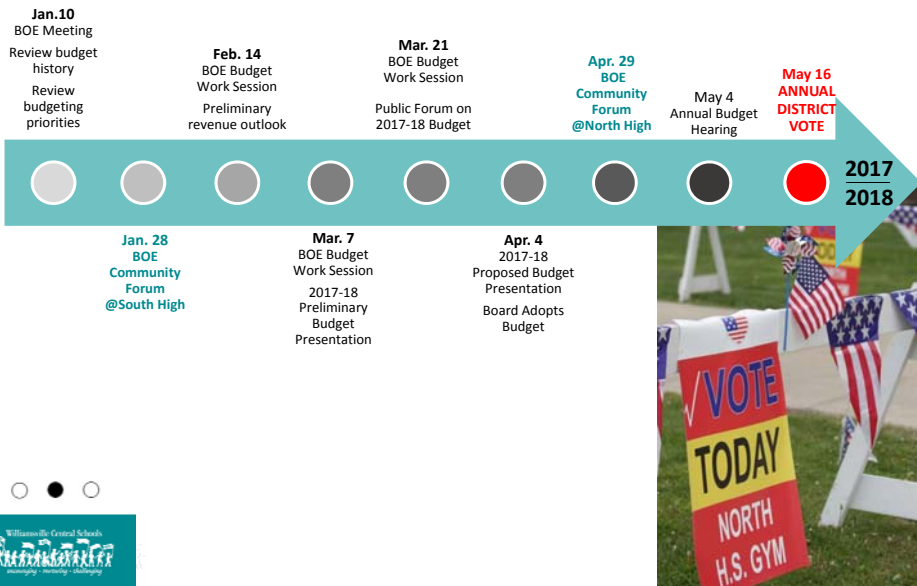 Jan.10
BOE Meeting
Review budget
history
Review
budgeting
priorities
Feb. 14
BOE Budget
Work Session
Preliminary
revenue outlook
Mar. 21
BOE Budget
Work Session
Public Forum on
2017-18 Budget
Apr. 29
BOE
Community
Forum
@North High
May 4
Annual Budget
Hearing
May 16
ANNUAL
DISTRICT
VOTE
2017
2018
Jan. 28
BOE
Community
Forum
@South High
Mar. 7
BOE Budget
Work Session
2017-18
Preliminary
Budget
Presentation
Apr. 4
2017-18
Proposed Budget
Presentation
Board Adopts
Budget
VOTE
TODAY
NORTH
H.S. GYM
Williamsville Central Schools
encouraging • nurturing • challenging